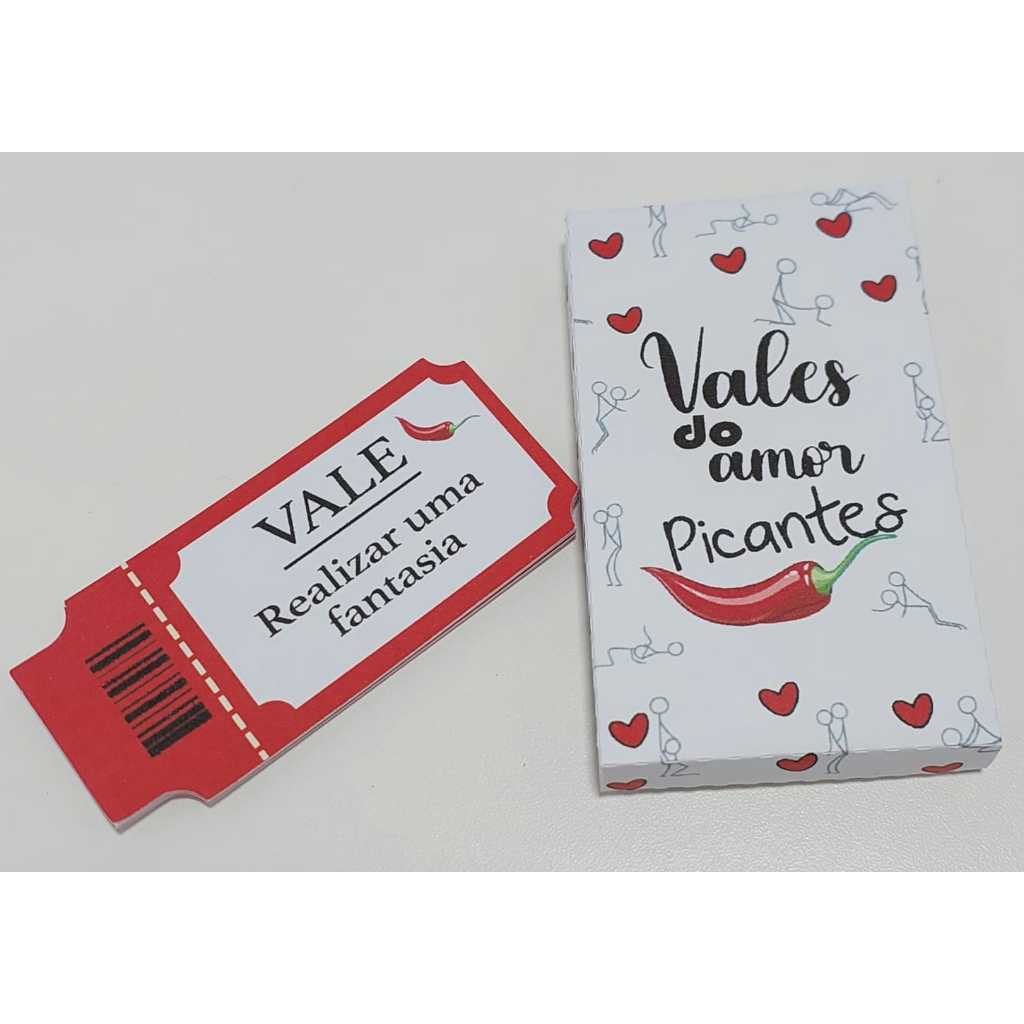 VALE
Realizar uma
fantasia
Vales
do
amor
Picantes